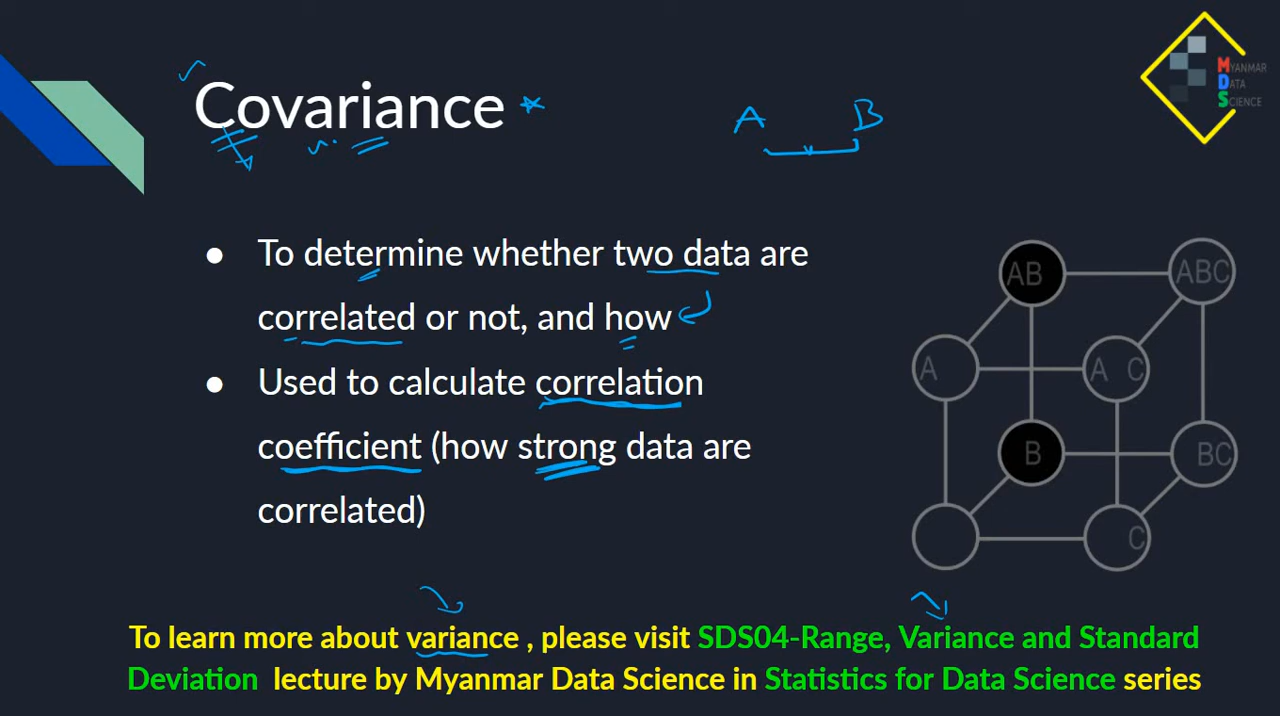 Covariance
A B
MYANMAR
DATA
SCIENCE
● To determine whether two data are
correlated or not, and how
● Used to calculate correlation
coefficient (how strong data are
correlated)
AB ABC
A A C
B BC
C
To learn more about variance , please visit SDS04-Range, Variance and Standard
Deviation lecture by Myanmar Data Science in Statistics for Data Science series